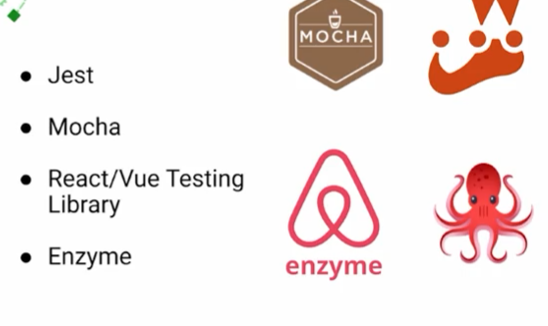 MOCHA
Jest
Mocha
React/Vue Testing
Library
Enzyme
enzyme